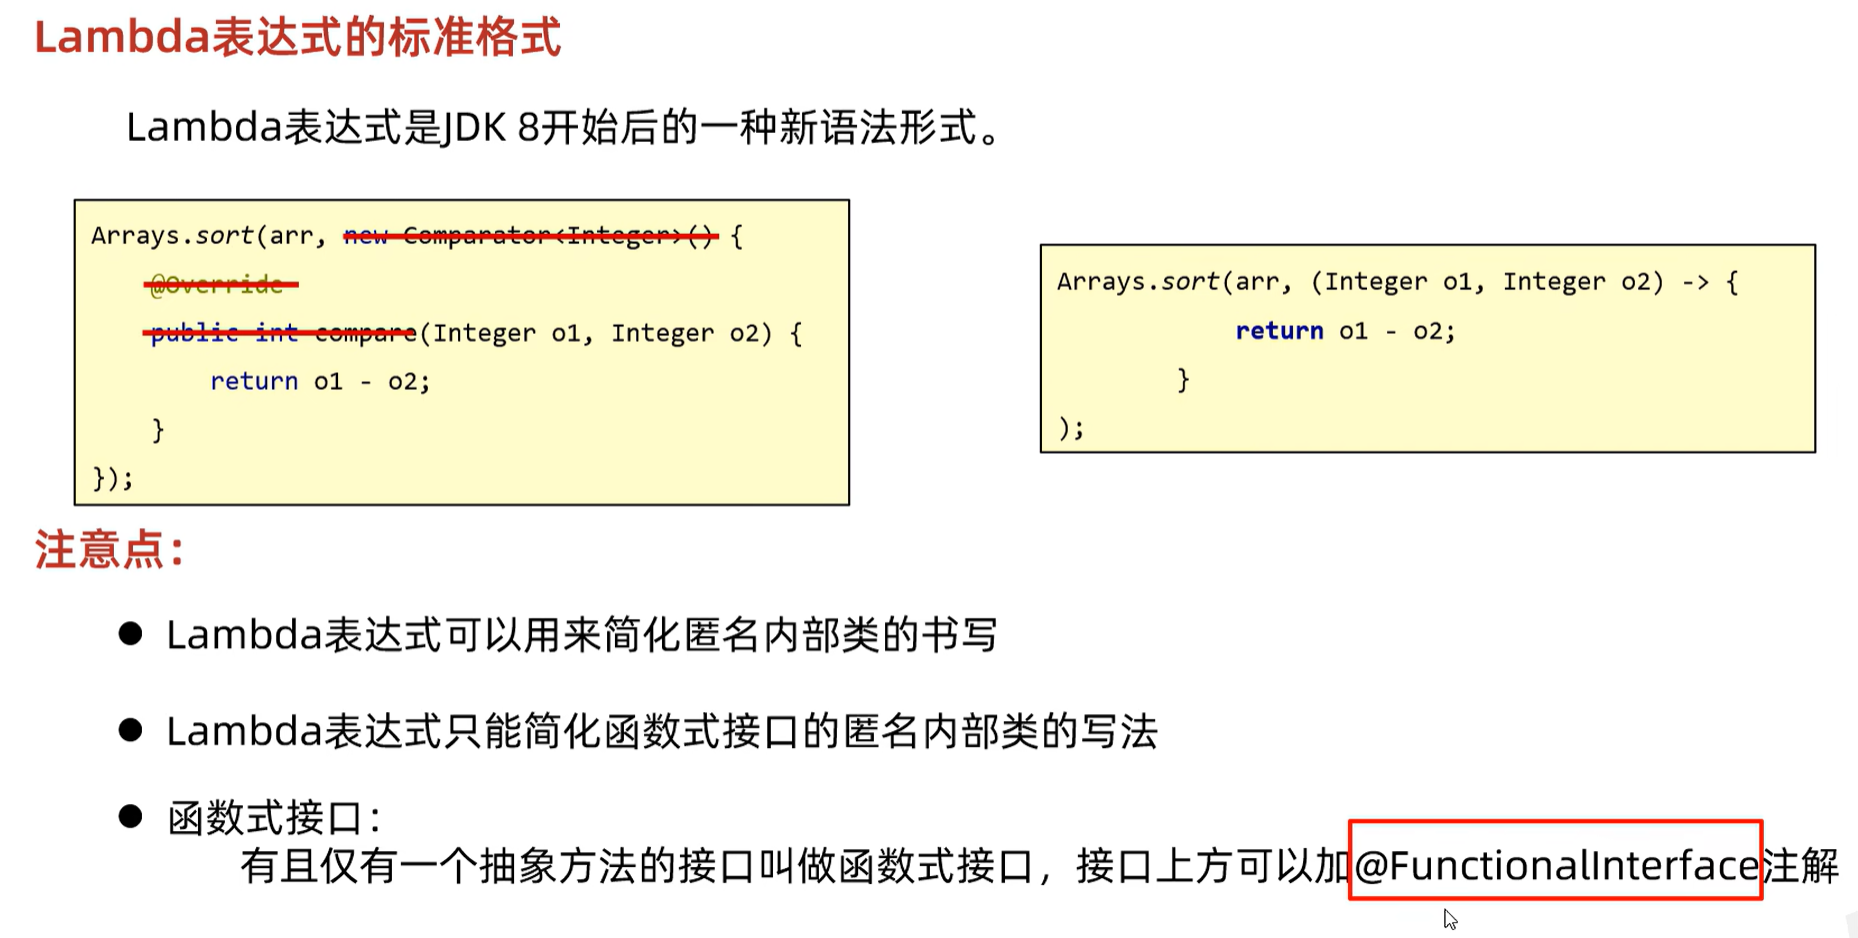 Lambda表达式的标准格式
Lambda表达式是JDK 8开始后的一种新语法形式。
Arrays.sort(arr, new Comparator<Integer>() {
@Override
public int compare(Integer o1, Integer o2) {
return o1 - o2;
}
});
Arrays.sort(arr, (Integer o1, Integer o2) -> {
return o1 - o2;
}
);
注意点：
● Lambda表达式可以用来简化匿名内部类的书写
● Lambda表达式只能简化函数式接口的匿名内部类的写法
● 函数式接口：
有且仅有一个抽象方法的接口叫做函数式接口，接口上方可以加@FunctionalInterface注解